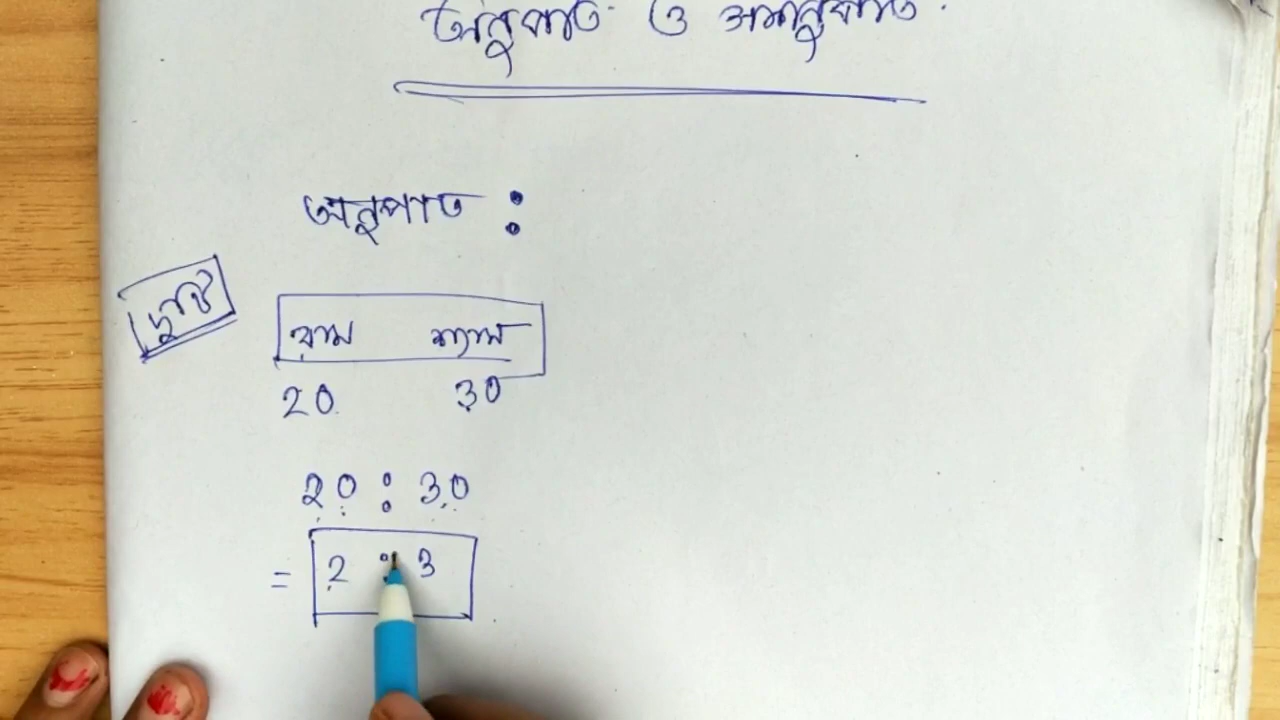 অনুপাত ও সমানুপাত
অনুপাত :
দুটি
রাম শ্যাম
20 30
20 : 30
= 2 : 3